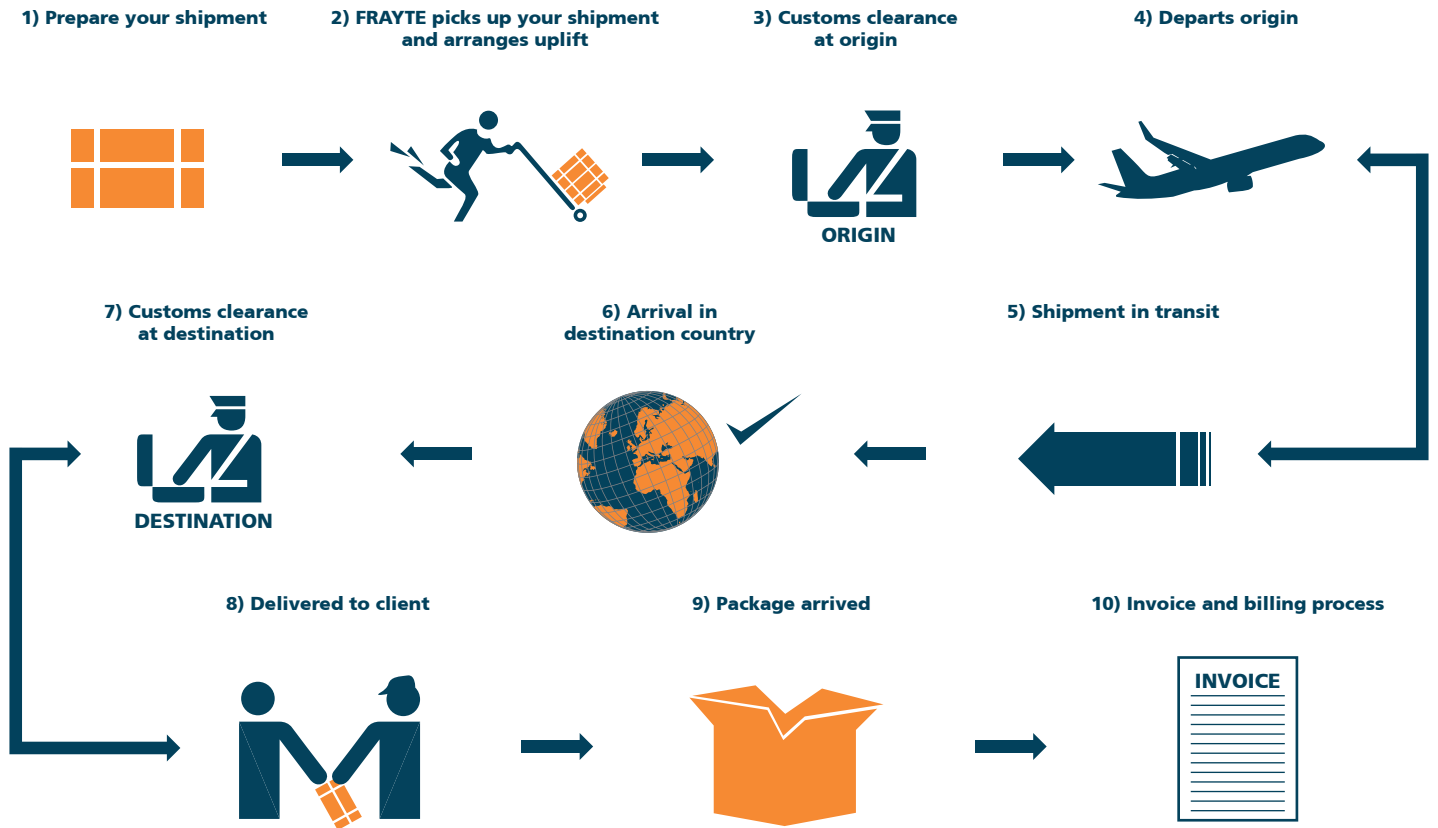 1) Prepare your shipment
2) FRAYTE picks up your shipment
and arranges uplift
3) Customs clearance
at origin
4) Departs origin
ORIGIN
5) Shipment in transit
6) Arrival in
destination country
7) Customs clearance
at destination
DESTINATION
8) Delivered to client
9) Package arrived
10) Invoice and billing process
INVOICE